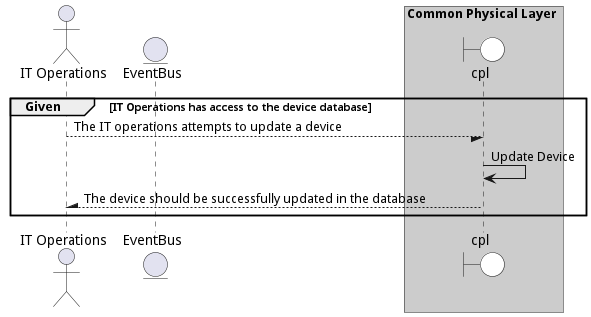 Common Physical Layer
IT Operations
EventBus
cpl
Given
[IT Operations has access to the device database]
The IT operations attempts to update a device
Update Device
The device should be successfully updated in the database
IT Operations
EventBus
cpl